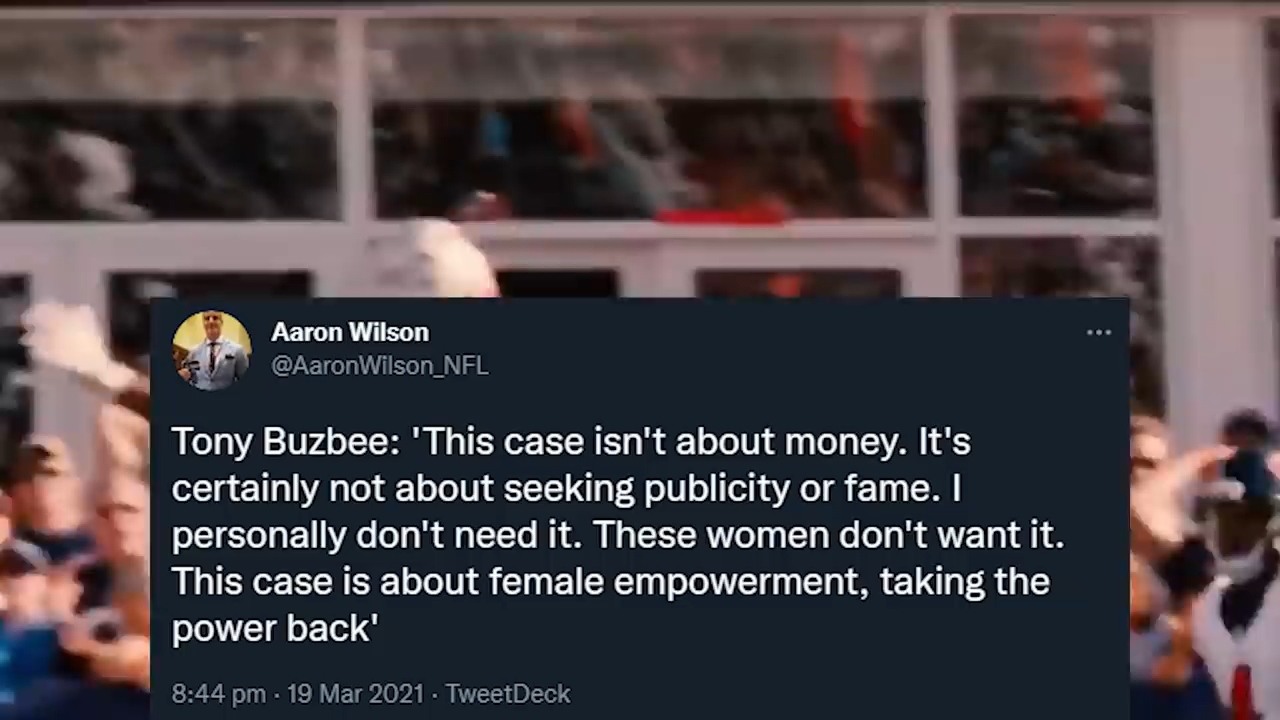 Aaron Wilson
@AaronWilson_NFL
Tony Buzbee: 'This case isn't about money. It's
certainly not about seeking publicity or fame. I
personally don't need it. These women don't want it.
This case is about female empowerment, taking the
power back'
8:44 pm · 19 Mar 2021 · TweetDeck